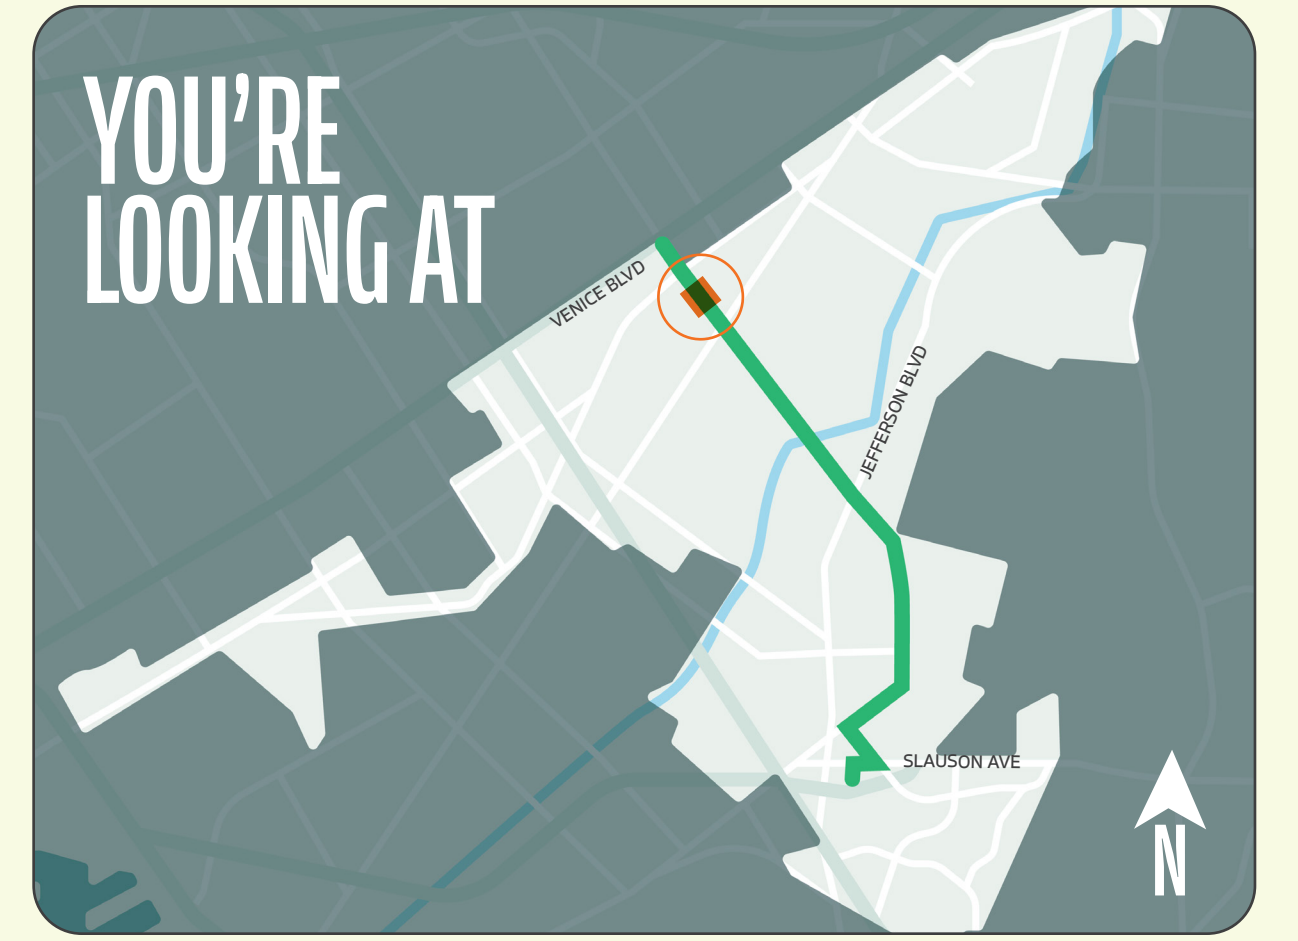 YOU'RE
LOOKING AT
VENICE BLVD
JEFFERSON BLVD
SLAUSON AVE
N